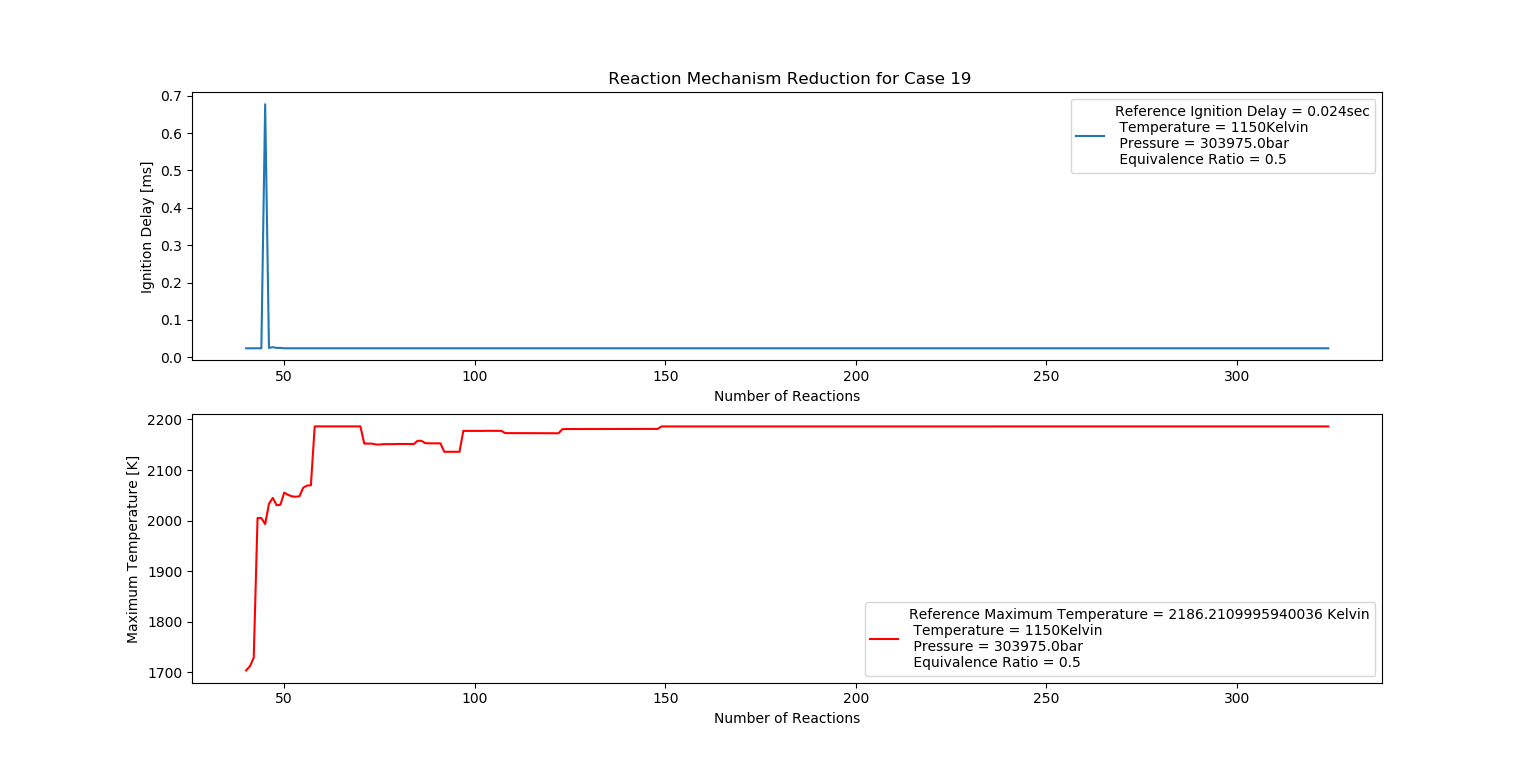 Reaction Mechanism Reduction for Case 19
0.7
0.6
0.5
0.4
0.3
0.2
0.1
0.0
Ignition Delay [ms]
Reference Ignition Delay = 0.024sec
Temperature = 1150Kelvin
Pressure = 303975.0bar
Equivalence Ratio = 0.5
50 100 150 200 250 300
Number of Reactions
2200
2100
2000
1900
1800
1700
Maximum Temperature [K]
Reference Maximum Temperature = 2186.2109995940036 Kelvin
Temperature = 1150Kelvin
Pressure = 303975.0bar
Equivalence Ratio = 0.5
50 100 150 200 250 300
Number of Reactions